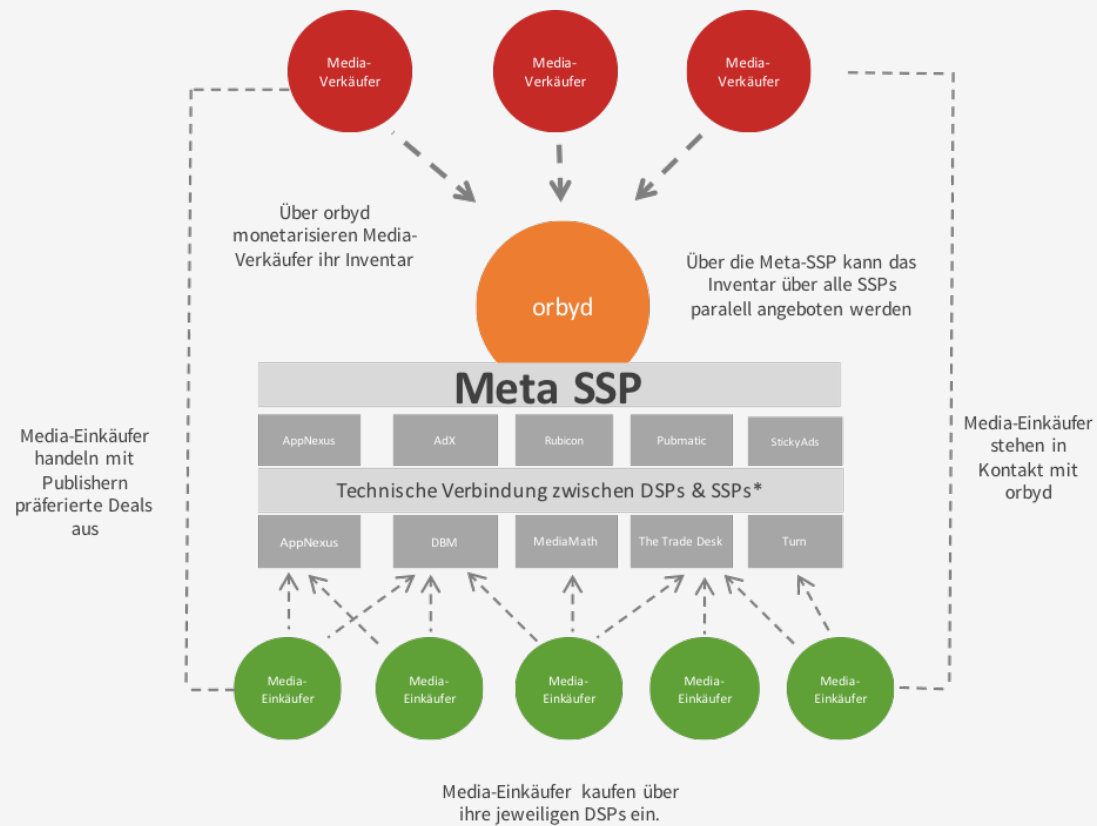 Media-
Verkäufer
Media-
Verkäufer
Media-
Verkäufer
Über orbyd
monetarisieren Media-
Verkäufer ihr Inventar
orbyd
Über die Meta-SSP kann das
Inventar über alle SSPs
paralell angeboten werden
Meta SSP
AppNexus
AdX
Rubicon
Pubmatic
StickyAds
Media-Einkäufer
handeln mit
Publishern
präferierte Deals
aus
Technische Verbindung zwischen DSPs & SSPs*
Media-Einkäufer
stehen in
Kontakt mit
orbyd
AppNexus
DBM
MediaMath
The Trade Desk
Turn
Media-
Einkäufer
Media-
Einkäufer
Media-
Einkäufer
Media-
Einkäufer
Media-
Einkäufer
Media-Einkäufer kaufen über
ihre jeweiligen DSPs ein.